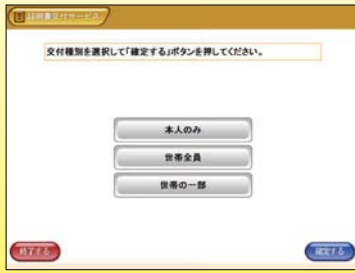 証明書交付サービス
交付種別を選択して「確定する」ボタンを押してください。
本人のみ
世帯全員
世帯の一部
終了する
確定する